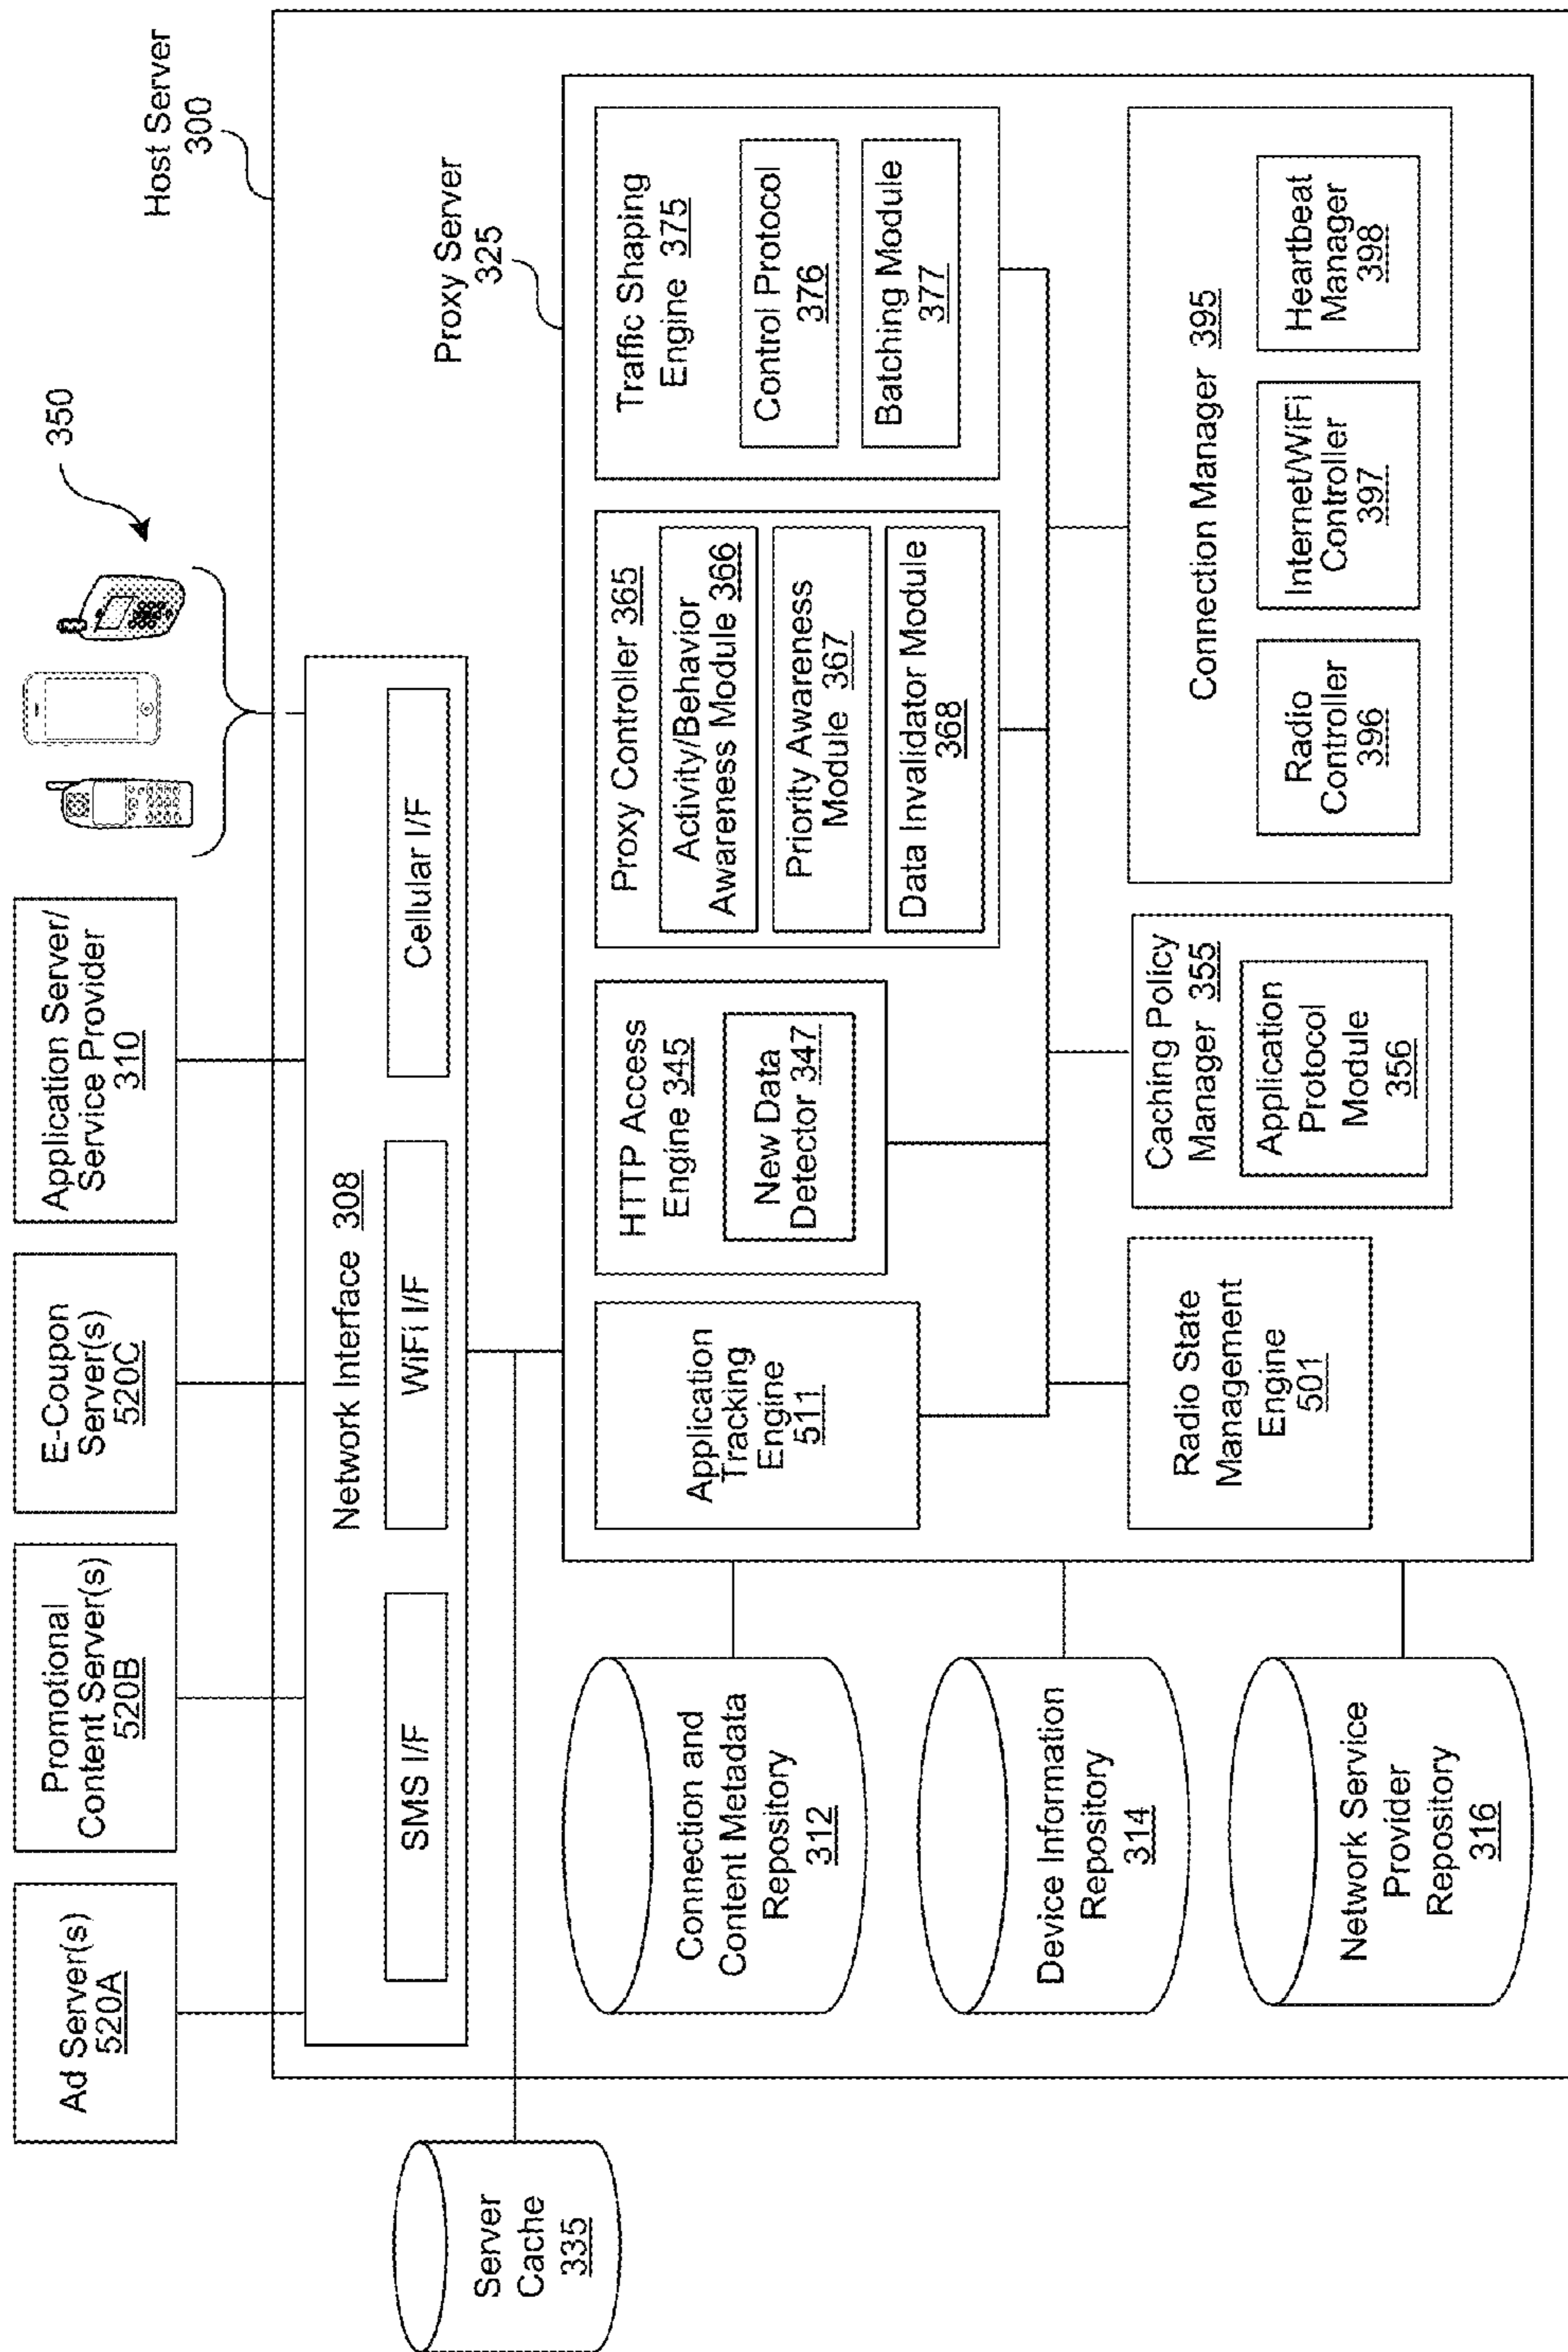 Ad Server(s)
520A
Promotional
Content Server(s)
520B
E-Coupon
Server(s)
520C
Application Server/
Service Provider
310
350
Host Server
300
Network Interface 308
SMS I/F
WiFi I/F
Cellular I/F
Server
Cache
335
Proxy Server
325
Connection and
Content Metadata
Repository
312
Device Information
Repository
314
Network Service
Provider
Repository
316
Application
Tracking
Engine
511
HTTP Access
Engine 345
New Data
Detector 347
Proxy Controller 365
Activity/Behavior
Awareness Module 366
Priority Awareness
Module 367
Data Invalidator Module
368
Traffic Shaping
Engine 375
Control Protocol
376
Batching Module
377
Radio State
Management
Engine
501
Caching Policy
Manager 355
Application
Protocol
Module
356
Connection Manager 395
Radio
Controller
396
Internet/WiFi
Controller
397
Heartbeat
Manager
398